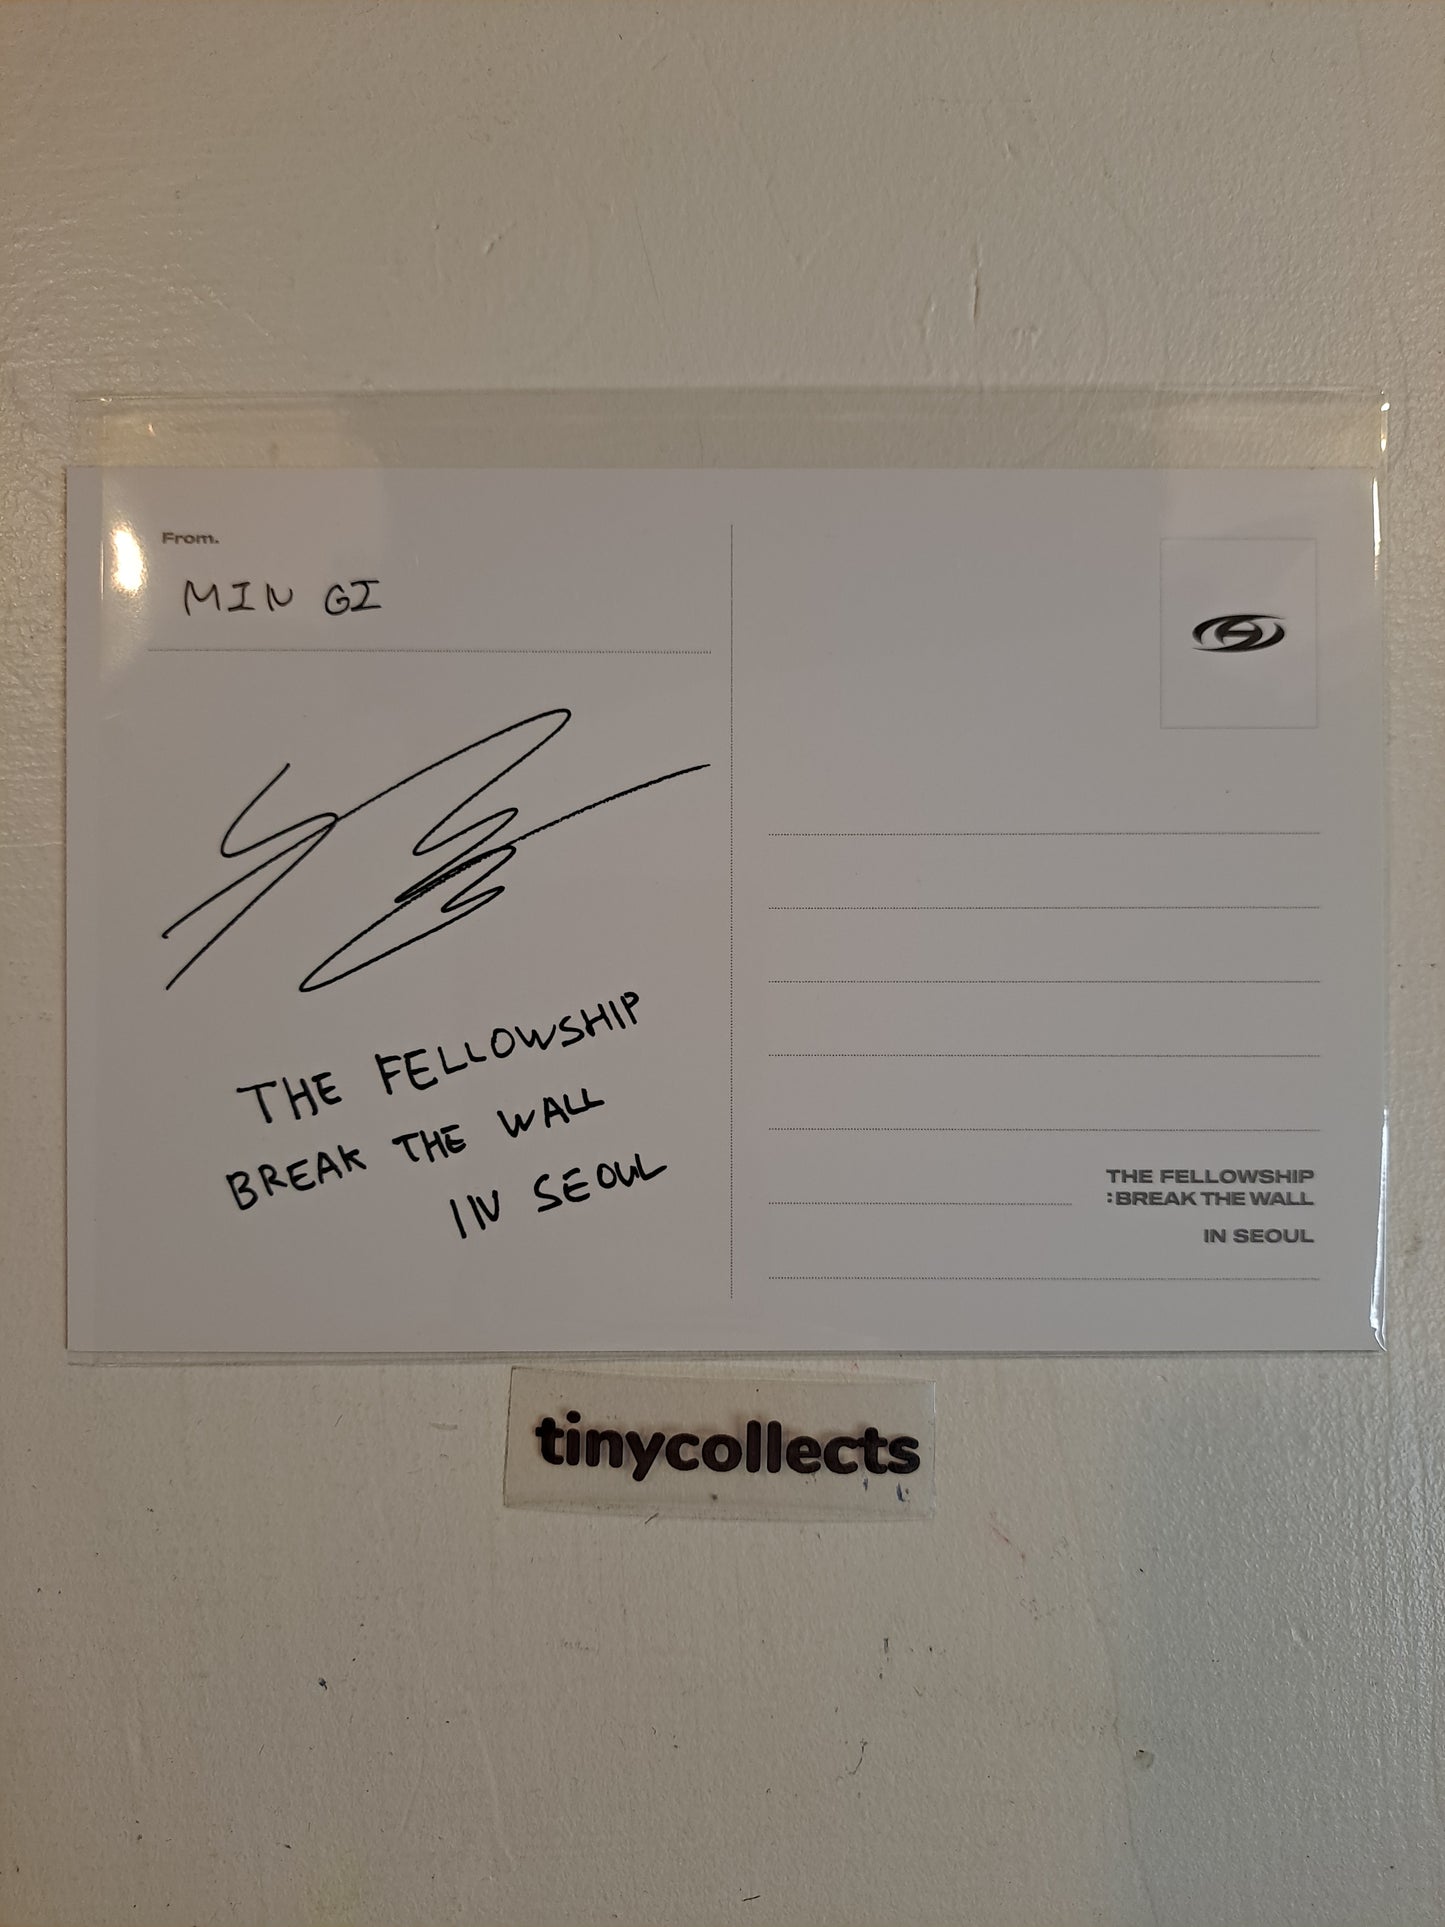 From.
MIN GI
THE FELLOWSHIP
BREAK THE WALL
IN SEOUL
THE FELLOWSHIP
:BREAK THE WALL
IN SEOUL
tinycollects